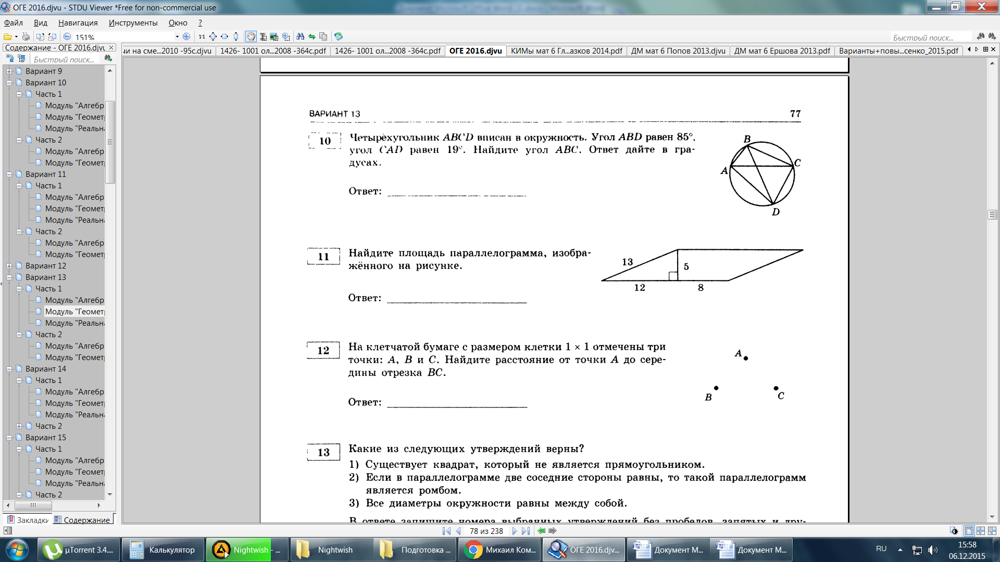 ОГЕ 2016.djvu - STDU Viewer *Free for non-commercial use
Файл Вид Навигация Инструменты Окно ?
151%
1:1
Быстрый поиск...
Содержание - ОГЕ 2016.djvu
чи на сме...2010 -95с.djvu
1426- 1001 ол...2008 -364с.pdf
1426- 1001 ол...2008 -364с.pdf
ОГЕ 2016.djvu
КИМы мат 6 Гл...азков 2014.pdf
ДМ мат 6 Попов 2013.djvu
ДМ мат 6 Ершова 2013.pdf
Варианты+повы...сенко_2015.pdf
Быстрый поиск...
Вариант 9
Вариант 10
Часть 1
Модуль "Алгебр
Модуль "Геомет
Модуль "Реальн
Часть 2
Модуль "Алгебр
Модуль "Геомет
Вариант 11
Часть 1
Модуль "Алгебр
Модуль "Геомет
Модуль "Реальн
Часть 2
Модуль "Алгебр
Модуль "Геомет
Вариант 12
Вариант 13
Часть 1
Модуль "Алгебр
Модуль "Геомет
Модуль "Реальн
Часть 2
Модуль "Алгебр
Модуль "Геомет
Вариант 14
Часть 1
Модуль "Алгебр
Модуль "Геомет
Модуль "Реальн
Часть 2
Вариант 15
Часть 1
Модуль "Алгебр
Модуль "Геомет
Модуль "Реальн
Часть 2
Закладки
Содержание
ВАРИАНТ 13
77
10
Четырёхугольник ABCD вписан в окружность. Угол ABD равен 85°,
угол CAD равен 19°. Найдите угол ABC. Ответ дайте в гра-
дусах.
Ответ:
B
A
C
D
11
Найдите площадь параллелограмма, изобра-
жённого на рисунке.
Ответ:
13
5
12
8
12
На клетчатой бумаге с размером клетки 1 × 1 отмечены три
точки: A, B и C. Найдите расстояние от точки A до сере-
дины отрезка BC.
Ответ:
A
B
C
13
Какие из следующих утверждений верны?
1) Существует квадрат, который не является прямоугольником.
2) Если в параллелограмме две соседние стороны равны, то такой параллелограмм
является ромбом.
3) Все диаметры окружности равны между собой.
В ответе запишите номера выбранных утверждений без пробелов, запятых и дру-
78 из 238
µTorrent 3.4....
Калькулятор
Nightwish - ...
Nightwish
Подготовка ...
Михаил Ком...
ОГЕ 2016.djv...
Документ М...
Документ М...
RU
15:58
06.12.2015